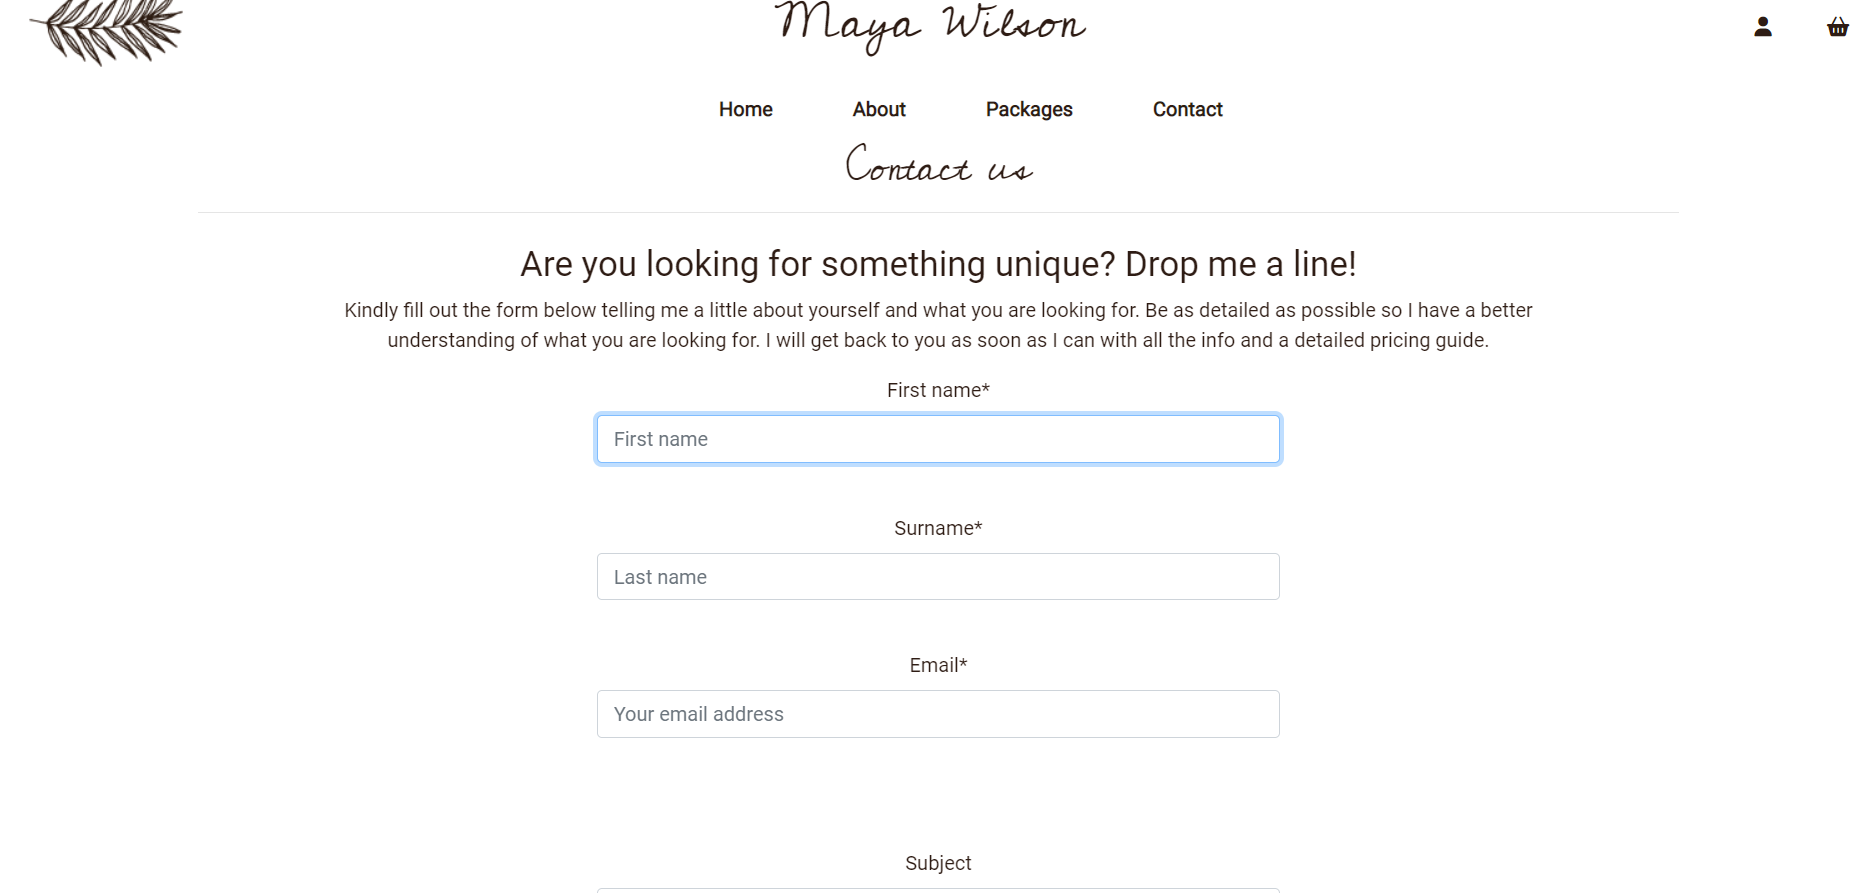 Maya Wilson
Home About Packages Contact
Contact us
Are you looking for something unique? Drop me a line!
Kindly fill out the form below telling me a little about yourself and what you are looking for. Be as detailed as possible so I have a better
understanding of what you are looking for. I will get back to you as soon as I can with all the info and a detailed pricing guide.
First name*
First name
Surname*
Last name
Email*
Your email address
Subject